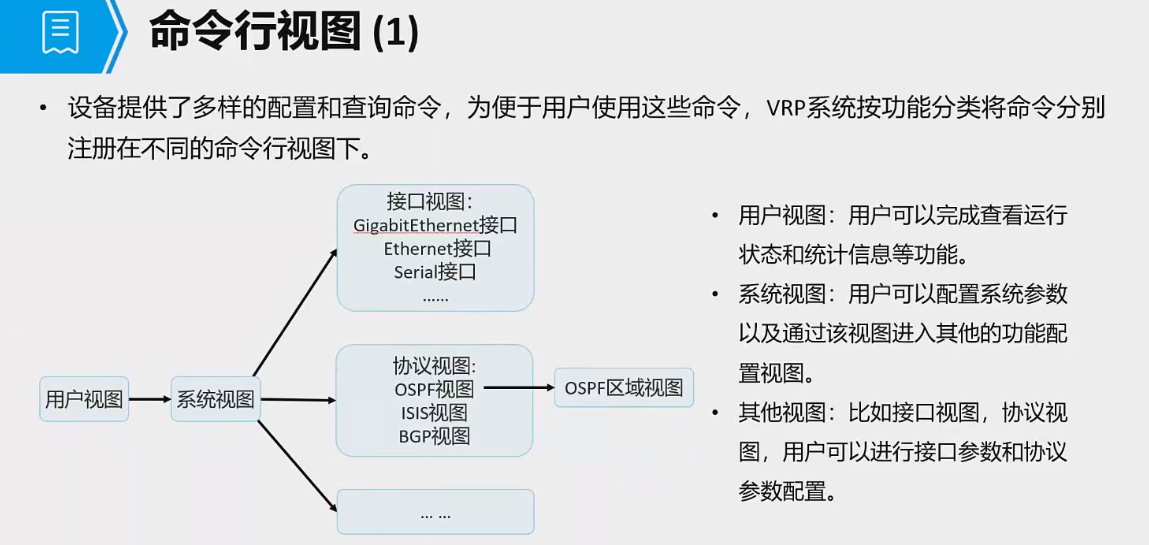 命令行视图 (1)
• 设备提供了多样的配置和查询命令，为便于用户使用这些命令，VRP系统按功能分类将命令分别
注册在不同的命令行视图下。
用户视图
系统视图
接口视图：
GigabitEthernet接口
Ethernet接口
Serial接口
......
协议视图:
OSPF视图
ISIS视图
BGP视图
OSPF区域视图
... ...
• 用户视图：用户可以完成查看运行
状态和统计信息等功能。
• 系统视图：用户可以配置系统参数
以及通过该视图进入其他的功能配
置视图。
• 其他视图：比如接口视图，协议视
图，用户可以进行接口参数和协议
参数配置。